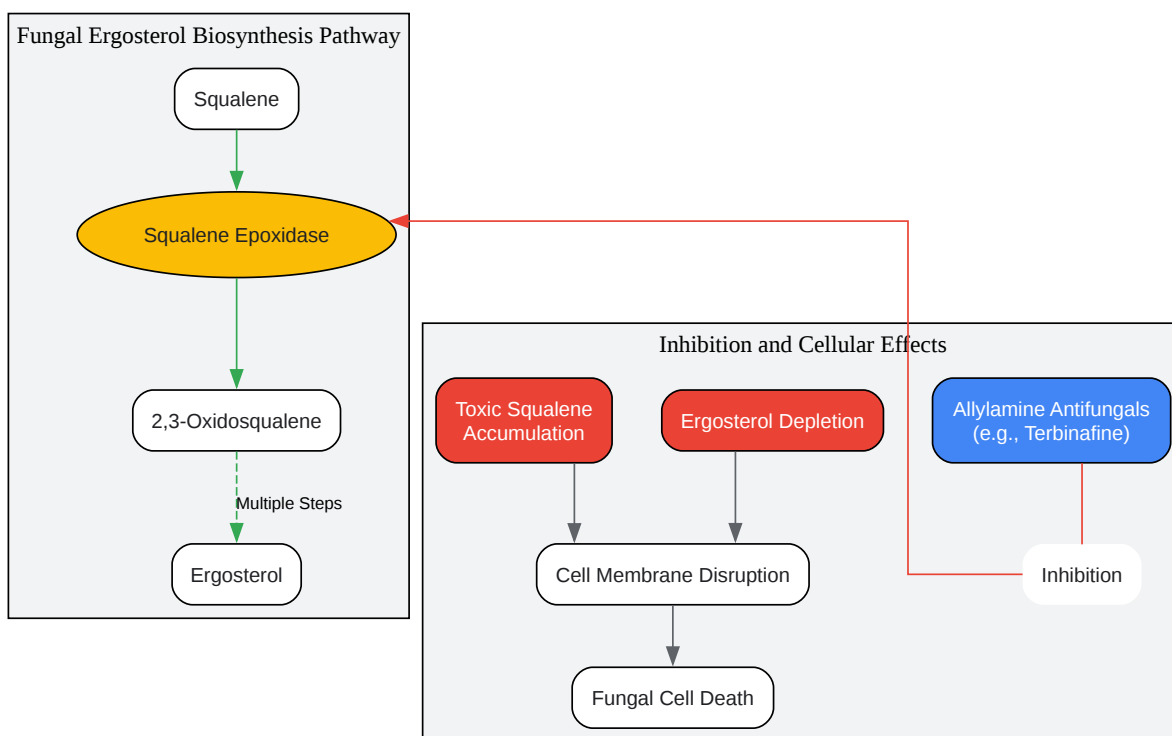 Fungal Ergosterol Biosynthesis Pathway
Squalene
Squalene Epoxidase
2,3-Oxidosqualene
Multiple Steps
Ergosterol
Inhibition and Cellular Effects
Toxic Squalene
Accumulation
Ergosterol Depletion
Allylamine Antifungals
(e.g., Terbinafine)
Cell Membrane Disruption
Inhibition
Fungal Cell Death